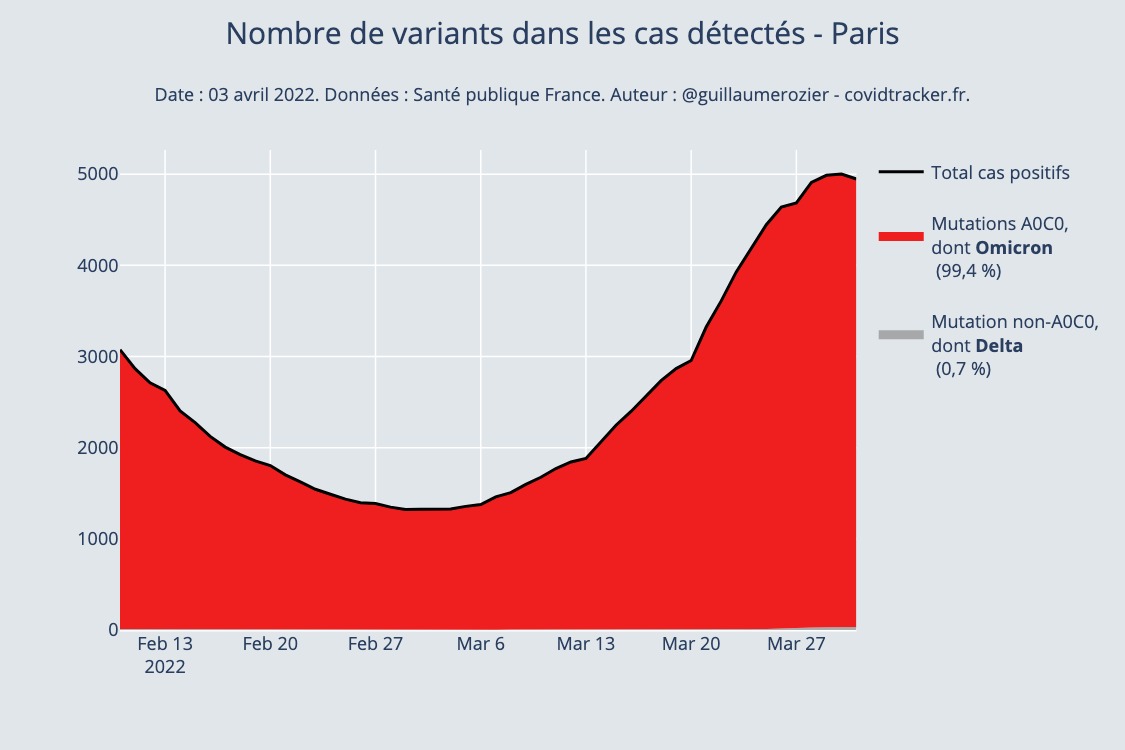 Nombre de variants dans les cas détectés - Paris
Date : 03 avril 2022. Données : Santé publique France. Auteur : @guillaumerozier - covidtracker.fr.
5000
4000
3000
2000
1000
0
Feb 13
2022
Feb 20
Feb 27
Mar 6
Mar 13
Mar 20
Mar 27
Total cas positifs
Mutations A0C0,
dont Omicron
(99,4 %)
Mutation non-A0C0,
dont Delta
(0,7 %)